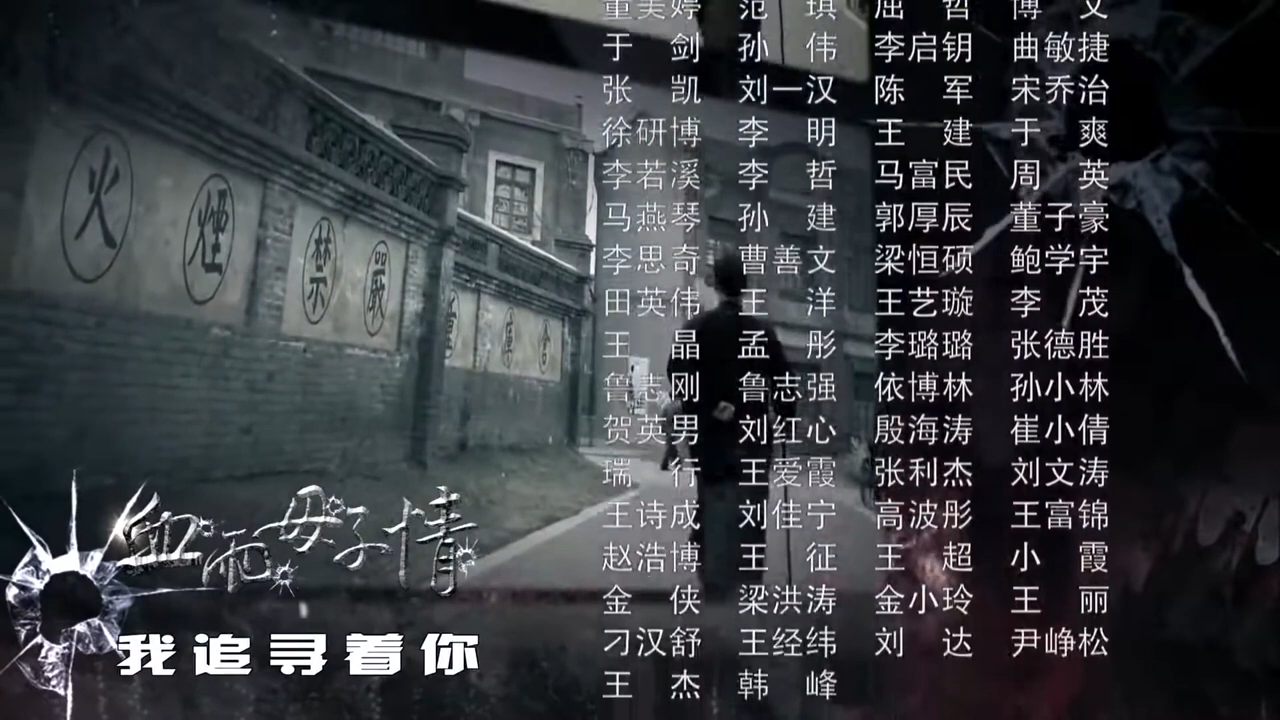 火 煙 禁 嚴
董美婷 范琪 屈哲 博文
于剑 孙伟 李启钥 曲敏捷
张凯 刘一汉 陈军 宋乔治
徐研博 李明 王建 于爽
李若溪 李哲 马富民 周英
马燕琴 孙建 郭厚辰 董子豪
李思奇 曹善文 梁恒硕 鲍学宇
田英伟 王洋 王艺璇 李茂
王晶 孟彤 李璐璐 张德胜
鲁志刚 鲁志强 依博林 孙小林
贺英男 刘红心 殷海涛 崔小倩
瑞行 王爱霞 张利杰 刘文涛
王诗成 刘佳宁 高波彤 王富锦
赵浩博 王征 王超 小霞
金侠 梁洪涛 金小玲 王丽
刁汉舒 王经纬 刘达 尹峥松
王杰 韩峰
血雨母子情
我追寻着你